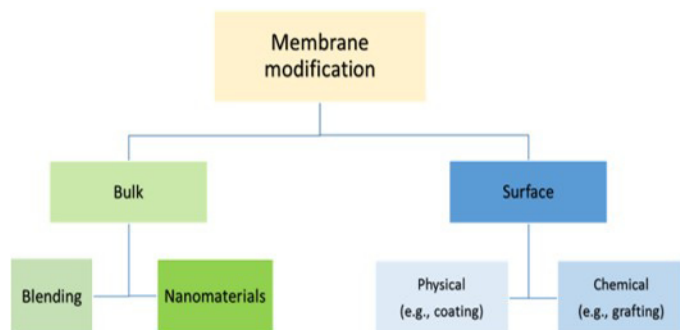 Membrane
modification
Bulk
Surface
Blending
Nanomaterials
Physical
(e.g., coating)
Chemical
(e.g., grafting)